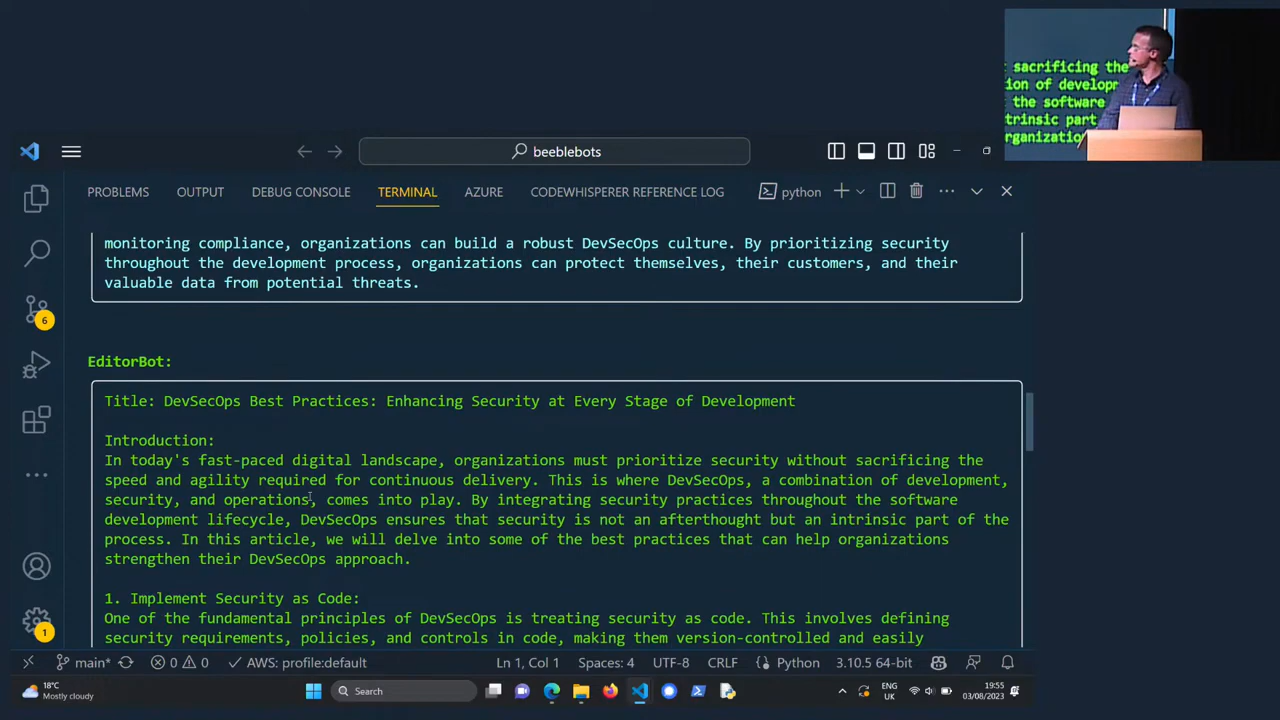 sacrificing the
ion of develop
the software
trinsic part
rganizatio
beeblebots
PROBLEMS OUTPUT DEBUG CONSOLE TERMINAL AZURE CODEWHISPERER REFERENCE LOG python
monitoring compliance, organizations can build a robust DevSecOps culture. By prioritizing security
throughout the development process, organizations can protect themselves, their customers, and their
valuable data from potential threats.
EditorBot:
Title: DevSecOps Best Practices: Enhancing Security at Every Stage of Development
Introduction:
In today's fast-paced digital landscape, organizations must prioritize security without sacrificing the
speed and agility required for continuous delivery. This is where DevSecOps, a combination of development,
security, and operations, comes into play. By integrating security practices throughout the software
development lifecycle, DevSecOps ensures that security is not an afterthought but an intrinsic part of the
process. In this article, we will delve into some of the best practices that can help organizations
strengthen their DevSecOps approach.
1. Implement Security as Code:
One of the fundamental principles of DevSecOps is treating security as code. This involves defining
security requirements, policies, and controls in code, making them version-controlled and easily
6
1
main* 0 0 AWS: profile:default Ln 1, Col 1 Spaces: 4 UTF-8 CRLF Python 3.10.5 64-bit
18°C
Mostly cloudy
Search
ENG
UK
19:55
03/08/2023